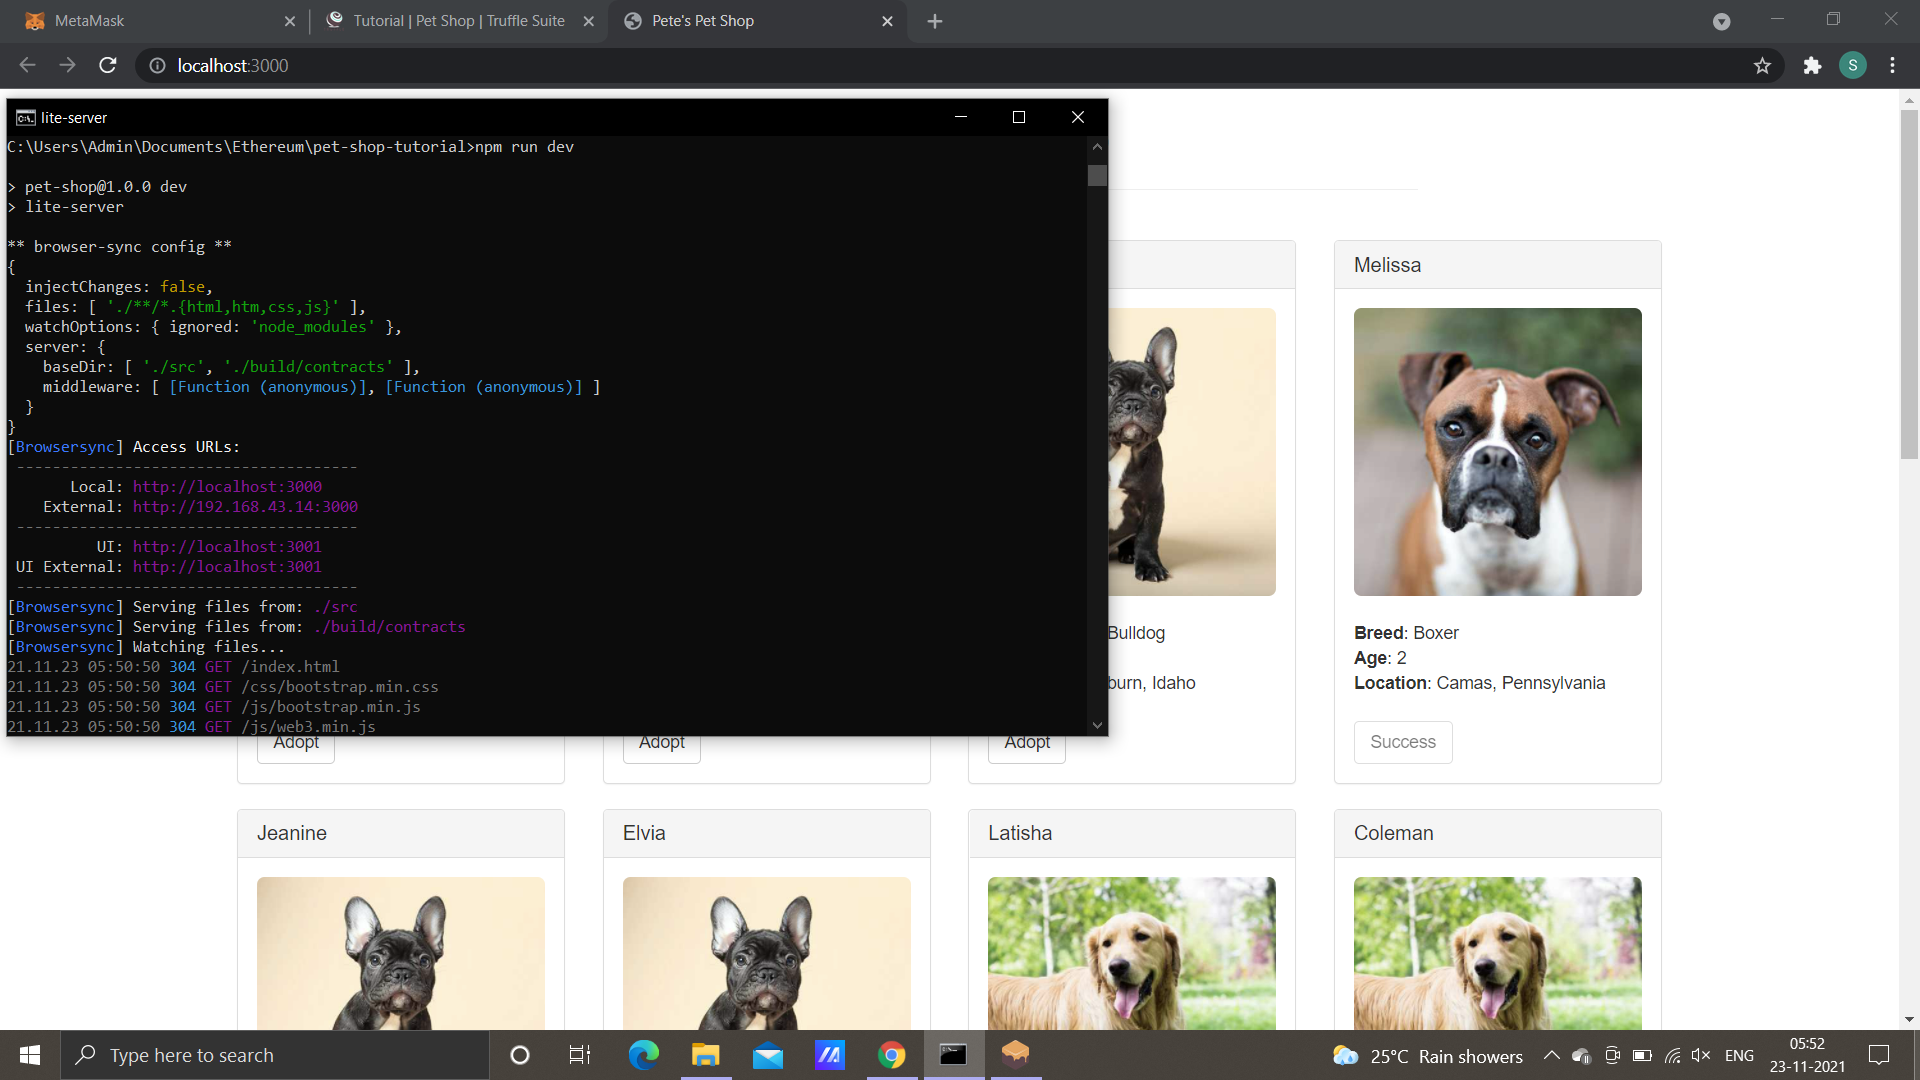 MetaMask
Tutorial | Pet Shop | Truffle Suite
Pete's Pet Shop
localhost:3000
S
lite-server
C:\Users\Admin\Documents\Ethereum\pet-shop-tutorial>npm run dev
> pet-shop@1.0.0 dev
> lite-server
** browser-sync config **
{
injectChanges: false,
files: [ './**/*.{html,htm,css,js}' ],
watchOptions: { ignored: 'node_modules' },
server: {
baseDir: [ './src', './build/contracts' ],
middleware: [ [Function (anonymous)], [Function (anonymous)] ]
}
}
[Browsersync] Access URLs:
--------------------------------------
Local: http://localhost:3000
External: http://192.168.43.14:3000
--------------------------------------
UI: http://localhost:3001
UI External: http://localhost:3001
--------------------------------------
[Browsersync] Serving files from: ./src
[Browsersync] Serving files from: ./build/contracts
[Browsersync] Watching files...
21.11.23 05:50:50 304 GET /index.html
21.11.23 05:50:50 304 GET /css/bootstrap.min.css
21.11.23 05:50:50 304 GET /js/bootstrap.min.js
21.11.23 05:50:50 304 GET /js/web3.min.js
Melissa
Bulldog
burn, Idaho
Breed: Boxer
Age: 2
Location: Camas, Pennsylvania
Adopt
Adopt
Adopt
Success
Jeanine
Elvia
Latisha
Coleman
Type here to search
25°C Rain showers
ENG
05:52
23-11-2021